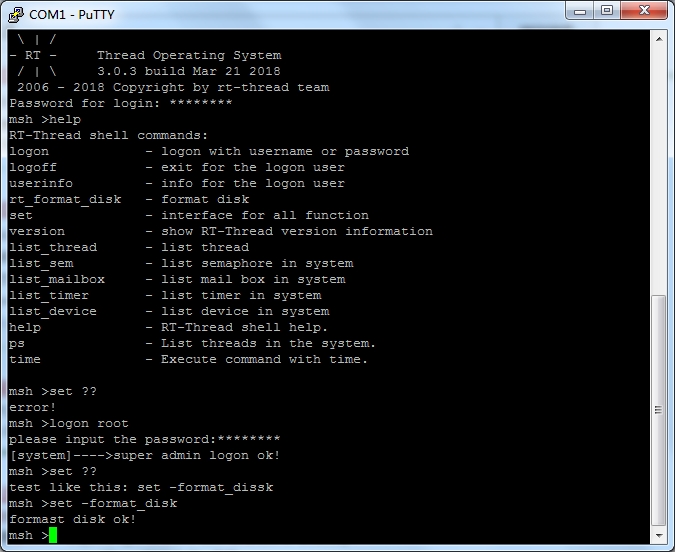 COM1 - PuTTY
\ | /
- RT -     Thread Operating System
/ | \     3.0.3 build Mar 21 2018
2006 - 2018 Copyright by rt-thread team
Password for login: ********
msh >help
RT-Thread shell commands:
logon            - logon with username or password
logoff           - exit for the logon user
userinfo         - info for the logon user
rt_format_disk   - format disk
set              - interface for all function
version          - show RT-Thread version information
list_thread      - list thread
list_sem         - list semaphore in system
list_mailbox     - list mail box in system
list_timer       - list timer in system
list_device      - list device in system
help             - RT-Thread shell help.
ps               - List threads in the system.
time             - Execute command with time.
msh >set ??
error!
msh >logon root
please input the password:********
[system]---->super admin logon ok!
msh >set ??
test like this: set -format_dissk
msh >set -format_disk
formast disk ok!
msh >